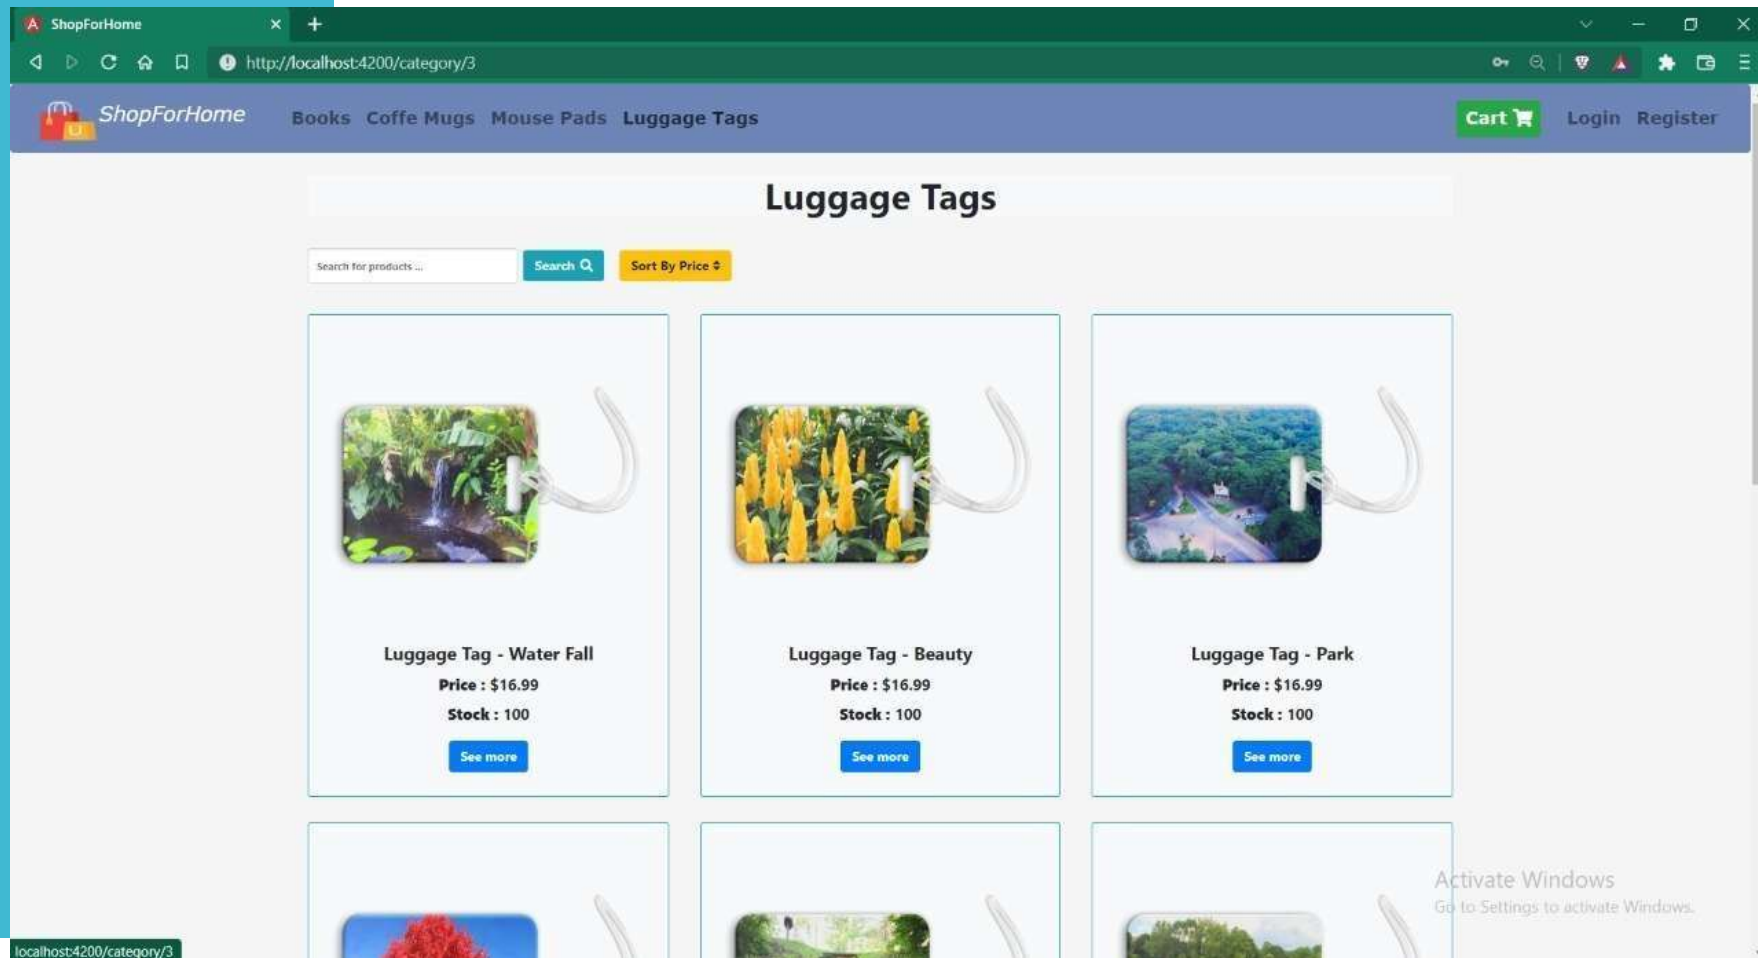 ShopForHome
http://localhost:4200/category/3
ShopForHome Books Coffe Mugs Mouse Pads Luggage Tags Cart Login Register
Luggage Tags
Search for products ... Search Sort By Price
Luggage Tag - Water Fall Luggage Tag - Beauty Luggage Tag - Park
Price : $16.99 Price : $16.99 Price : $16.99
Stock : 100 Stock : 100 Stock : 100
See more See more See more
Activate Windows
Go to Settings to activate Windows.
localhost:4200/category/3